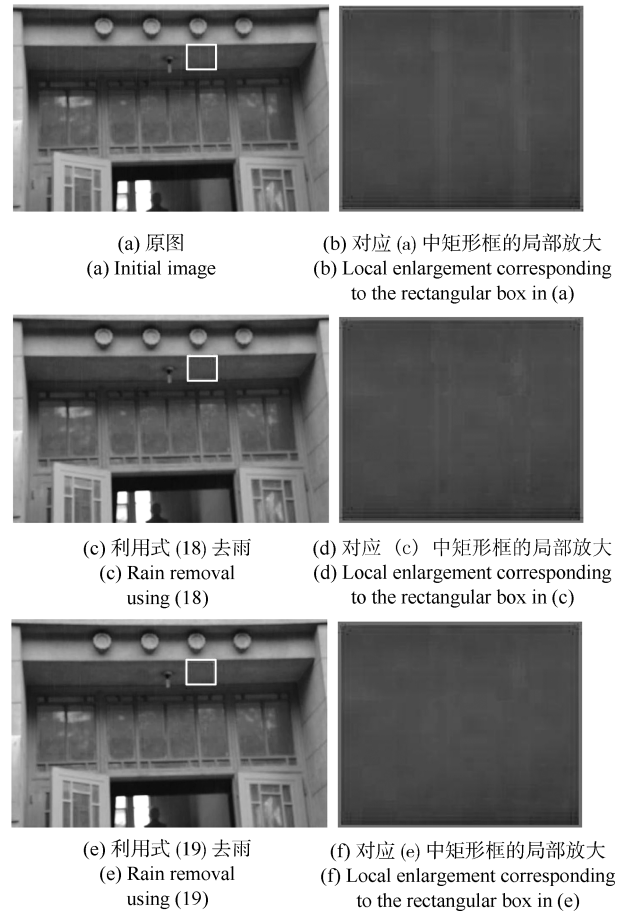 (a) 原图
(a) Initial image
(b) 对应 (a) 中矩形框的局部放大
(b) Local enlargement corresponding
to the rectangular box in (a)
(c) 利用式 (18) 去雨
(c) Rain removal
using (18)
(d) 对应（c）中矩形框的局部放大
(d) Local enlargement corresponding
to the rectangular box in (c)
(e) 利用式 (19) 去雨
(e) Rain removal
using (19)
(f) 对应 (e) 中矩形框的局部放大
(f) Local enlargement corresponding
to the rectangular box in (e)